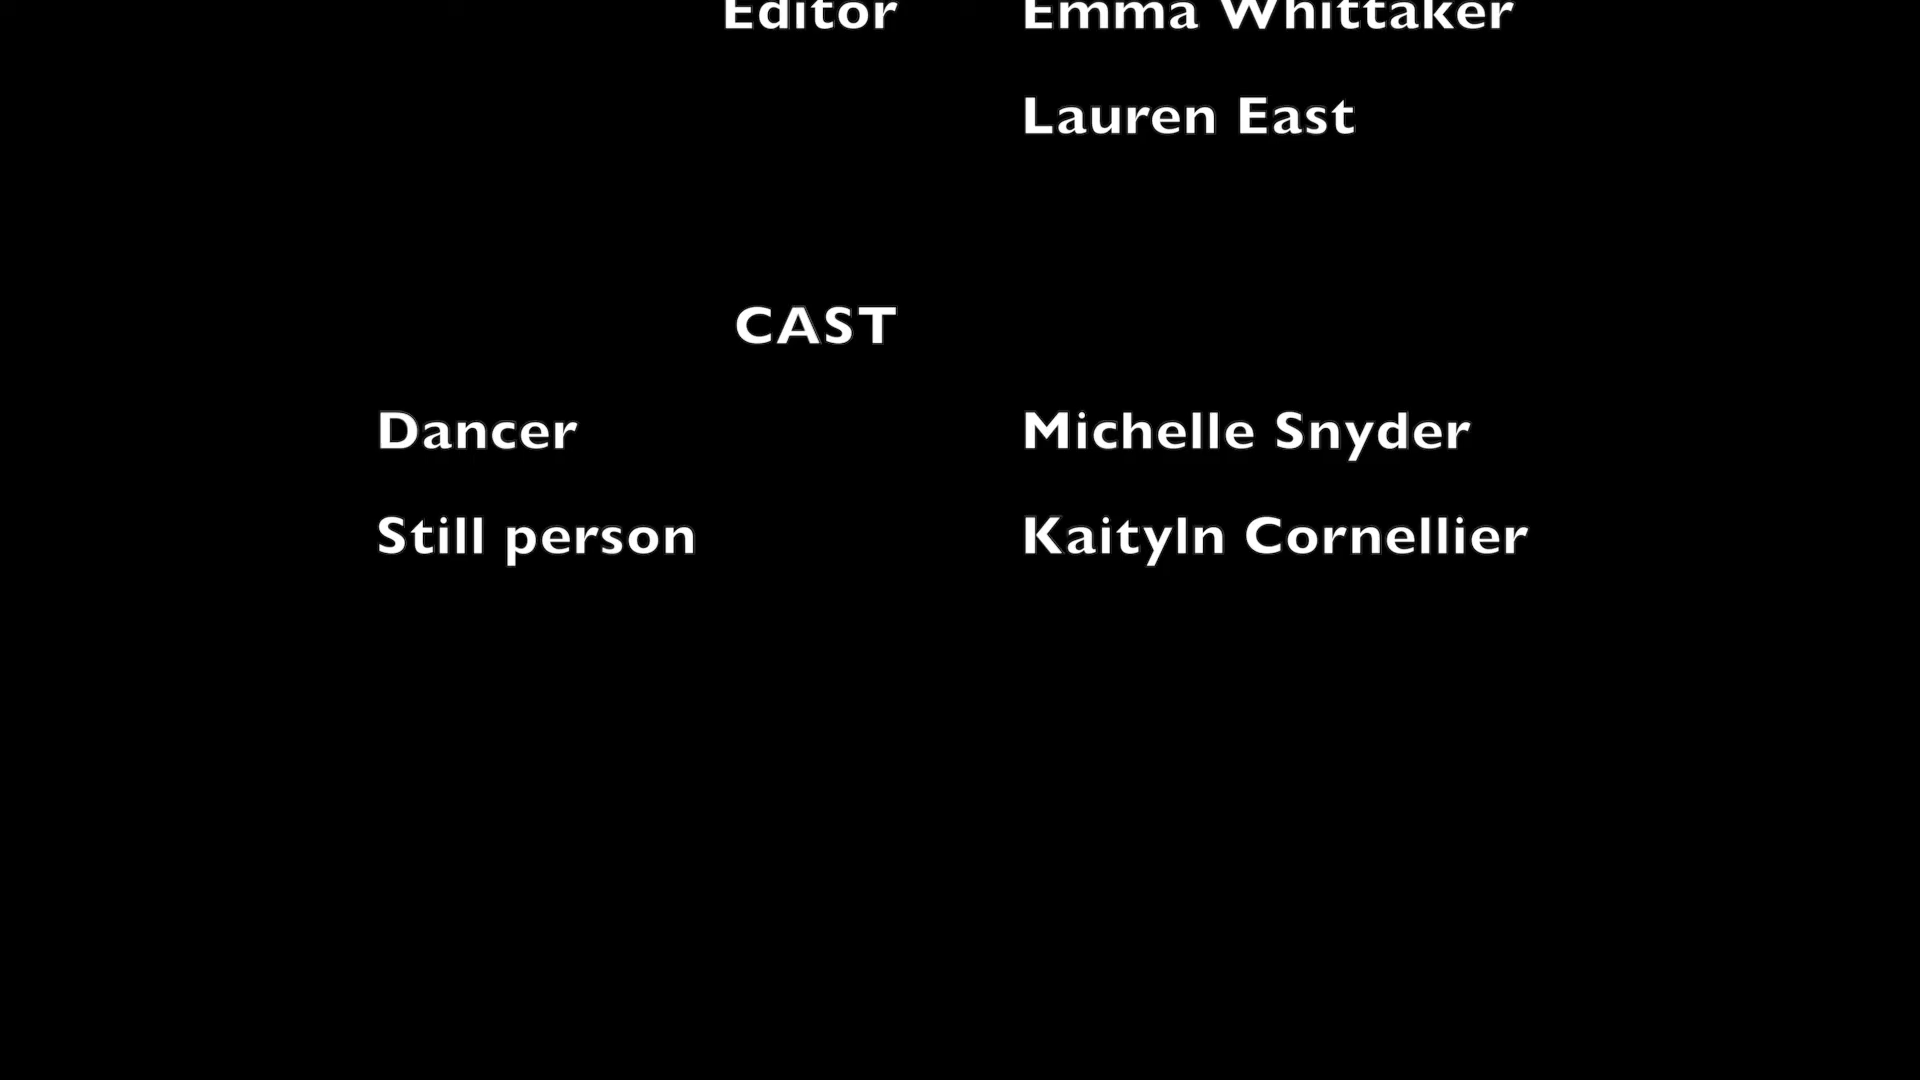 Editor Emma Whittaker
Lauren East
CAST
Dancer Michelle Snyder
Still person Kaityln Cornellier